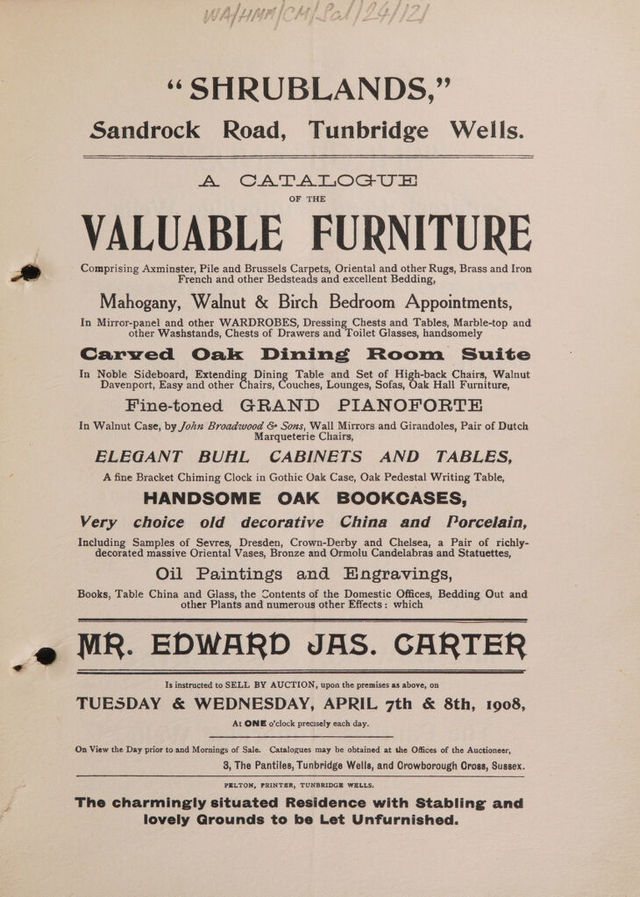 WA/HMM/CM/Sal/24/121
“SHRUBLANDS,”
Sandrock Road, Tunbridge Wells.
A CATALOGUE
OF THE
VALUABLE FURNITURE
Comprising Axminster, Pile and Brussels Carpets, Oriental and other Rugs, Brass and Iron
French and other Bedsteads and excellent Bedding,
Mahogany, Walnut & Birch Bedroom Appointments,
In Mirror-panel and other WARDROBES, Dressing Chests and Tables, Marble-top and
other Washstands, Chests of Drawers and Toilet Glasses, handsomely
Carved Oak Dining Room Suite
In Noble Sideboard, Extending Dining Table and Set of High-back Chairs, Walnut
Davenport, Easy and other Chairs, Couches, Lounges, Sofas, Oak Hall Furniture,
Fine-toned GRAND PIANOFORTE
In Walnut Case, by John Broadwood & Sons, Wall Mirrors and Girandoles, Pair of Dutch
Marqueterie Chairs,
ELEGANT BUHL CABINETS AND TABLES,
A fine Bracket Chiming Clock in Gothic Oak Case, Oak Pedestal Writing Table,
HANDSOME OAK BOOKCASES,
Very choice old decorative China and Porcelain,
Including Samples of Sevres, Dresden, Crown-Derby and Chelsea, a Pair of richly-
decorated massive Oriental Vases, Bronze and Ormolu Candelabras and Statuettes,
Oil Paintings and Engravings,
Books, Table China and Glass, the Contents of the Domestic Offices, Bedding Out and
other Plants and numerous other Effects: which
MR. EDWARD JAS. CARTER
Is instructed to SELL BY AUCTION, upon the premises as above, on
TUESDAY & WEDNESDAY, APRIL 7th & 8th, 1908,
At ONE o'clock precisely each day.
On View the Day prior to and Mornings of Sale. Catalogues may be obtained at the Offices of the Auctioneer,
3, The Pantiles, Tunbridge Wells, and Crowborough Cross, Sussex.
PELTON, PRINTER, TUNBRIDGE WELLS.
The charmingly situated Residence with Stabling and
lovely Grounds to be Let Unfurnished.